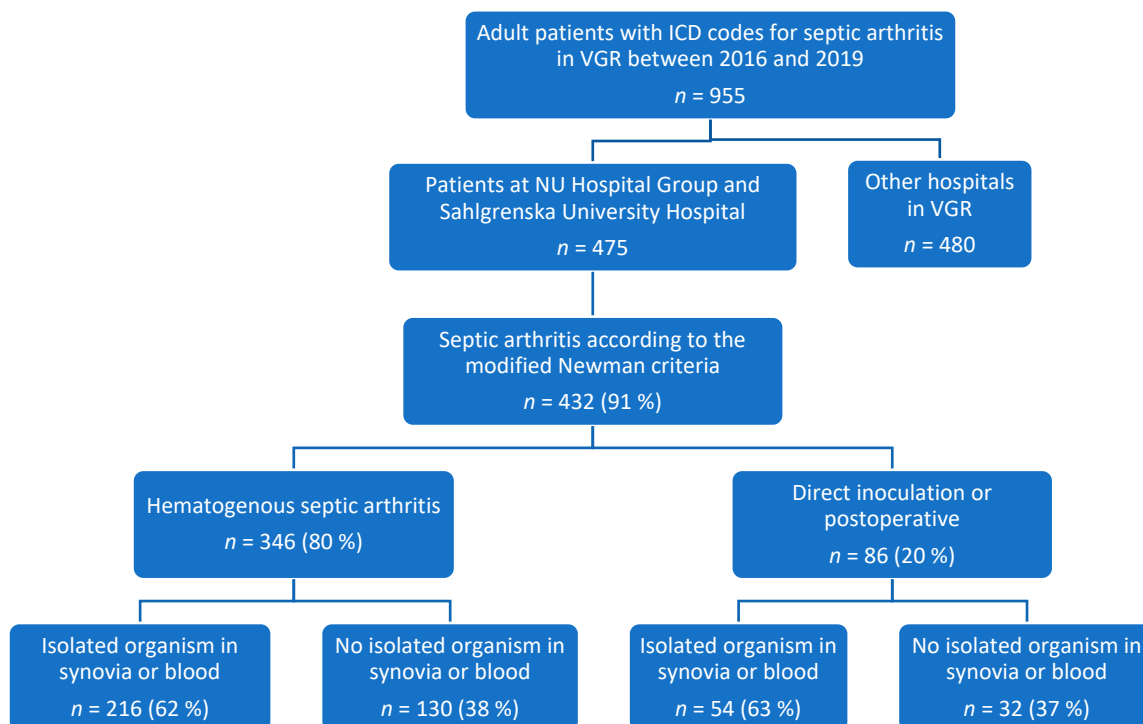 Adult patients with ICD codes for septic arthritis
in VGR between 2016 and 2019
n = 955
Patients at NU Hospital Group and
Sahlgrenska University Hospital
n = 475
Other hospitals
in VGR
n = 480
Septic arthritis according to the
modified Newman criteria
n = 432 (91 %)
Hematogenous septic arthritis
n = 346 (80 %)
Direct inoculation or
postoperative
n = 86 (20 %)
Isolated organism in
synovia or blood
n = 216 (62 %)
No isolated organism in
synovia or blood
n = 130 (38 %)
Isolated organism in
synovia or blood
n = 54 (63 %)
No isolated organism in
synovia or blood
n = 32 (37 %)